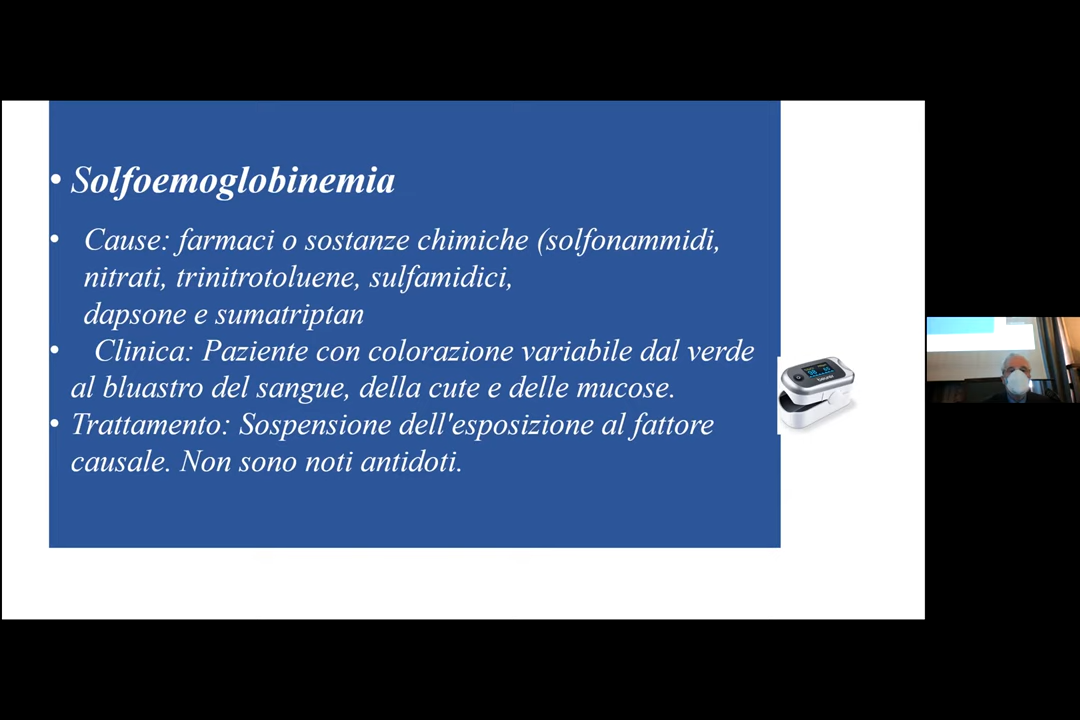 • Solfoemoglobinemia
• Cause: farmaci o sostanze chimiche (solfonammidi,
nitrati, trinitrotoluene, sulfamidici,
dapsone e sumatriptan
• Clinica: Paziente con colorazione variabile dal verde
al bluastro del sangue, della cute e delle mucose.
• Trattamento: Sospensione dell'esposizione al fattore
causale. Non sono noti antidoti.